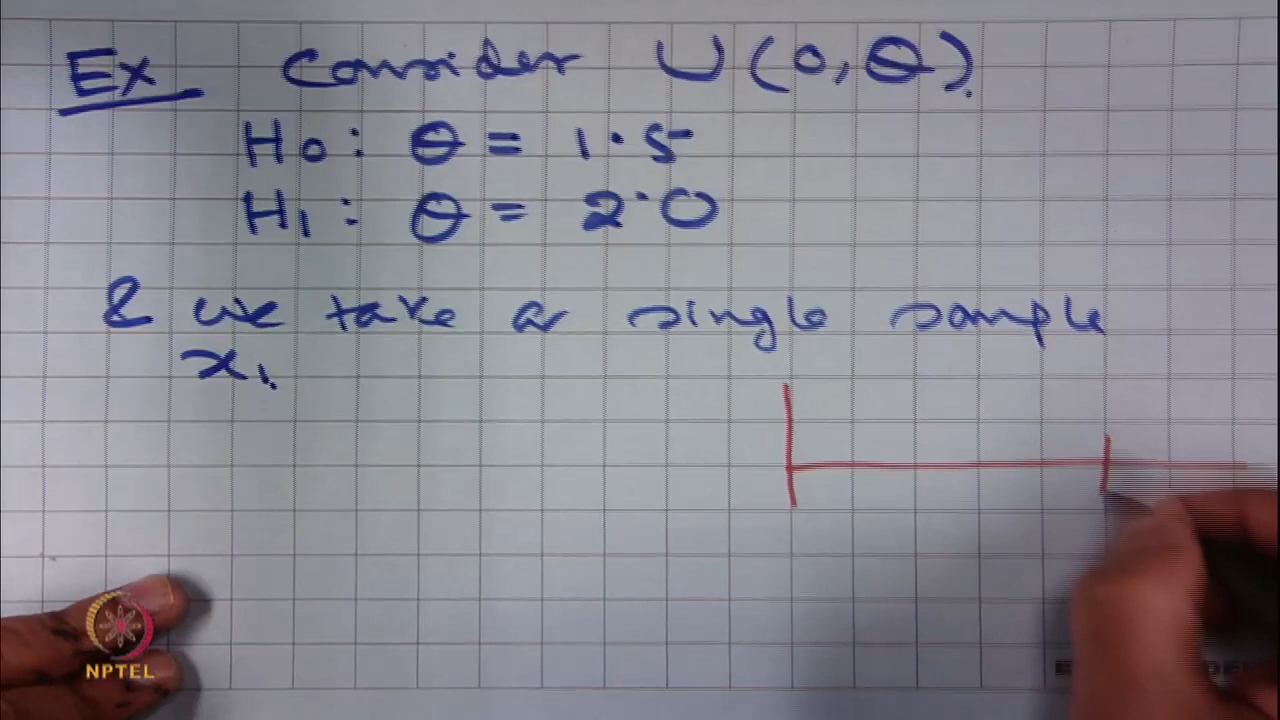 Ex Consider U(0, θ).
H0: θ = 1.5
H1: θ = 2.0
& we take a single sample
x1.
NPTEL